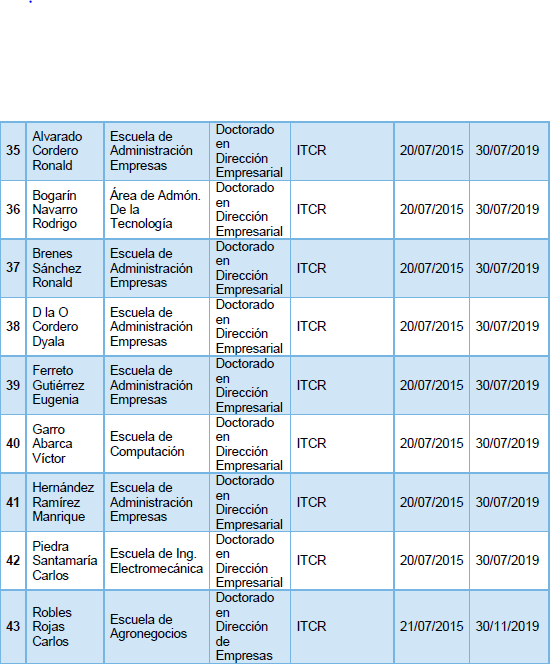 35 Alvarado Cordero Ronald Escuela de Administración Empresas Doctorado en Dirección Empresarial ITCR 20/07/2015 30/07/2019
36 Bogarín Navarro Rodrigo Área de Admón. De la Tecnología Doctorado en Dirección Empresarial ITCR 20/07/2015 30/07/2019
37 Brenes Sánchez Ronald Escuela de Administración Empresas Doctorado en Dirección Empresarial ITCR 20/07/2015 30/07/2019
38 D la O Cordero Dyala Escuela de Administración Empresas Doctorado en Dirección Empresarial ITCR 20/07/2015 30/07/2019
39 Ferreto Gutiérrez Eugenia Escuela de Administración Empresas Doctorado en Dirección Empresarial ITCR 20/07/2015 30/07/2019
40 Garro Abarca Víctor Escuela de Computación Doctorado en Dirección Empresarial ITCR 20/07/2015 30/07/2019
41 Hernández Ramírez Manrique Escuela de Administración Empresas Doctorado en Dirección Empresarial ITCR 20/07/2015 30/07/2019
42 Piedra Santamaría Carlos Escuela de Ing. Electromecánica Doctorado en Dirección Empresarial ITCR 20/07/2015 30/07/2019
43 Robles Rojas Carlos Escuela de Agronegocios Doctorado en Dirección de Empresas ITCR 21/07/2015 30/11/2019